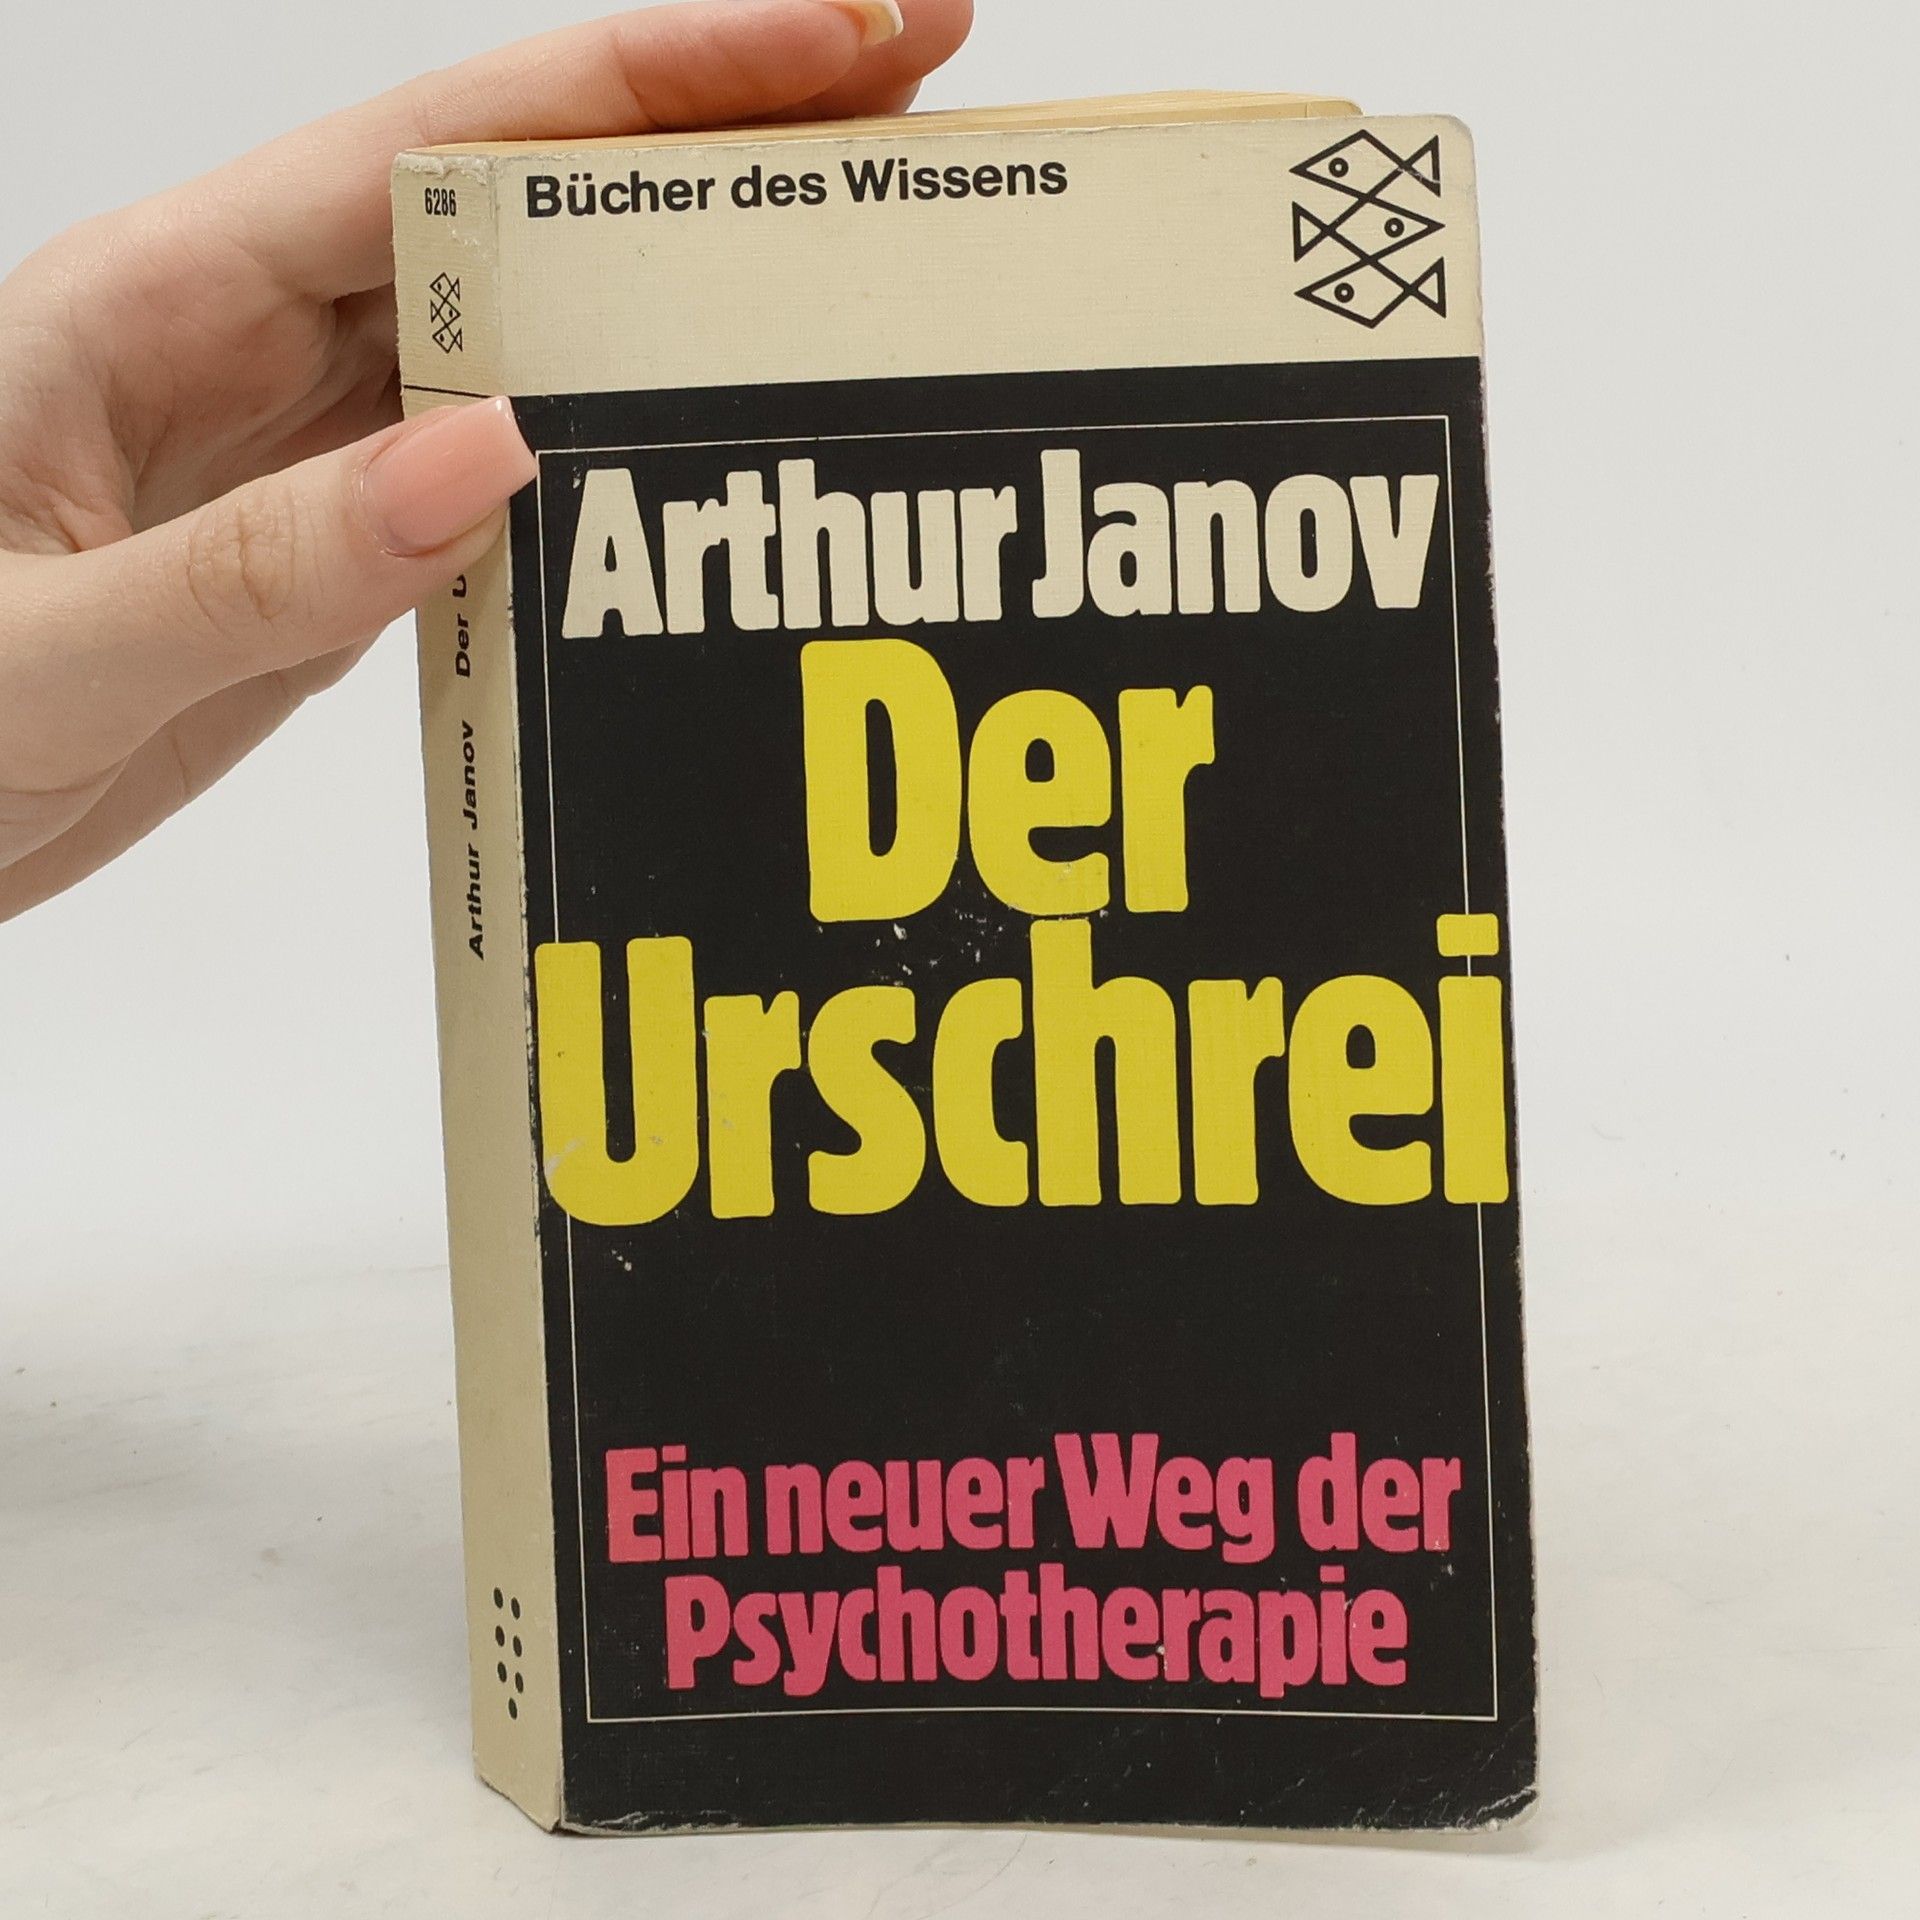 6286
Bücher des Wissens
Arthur Janov
Der
Urschrei
Ein neuer Weg der
Psychotherapie
Arthur Janov Der